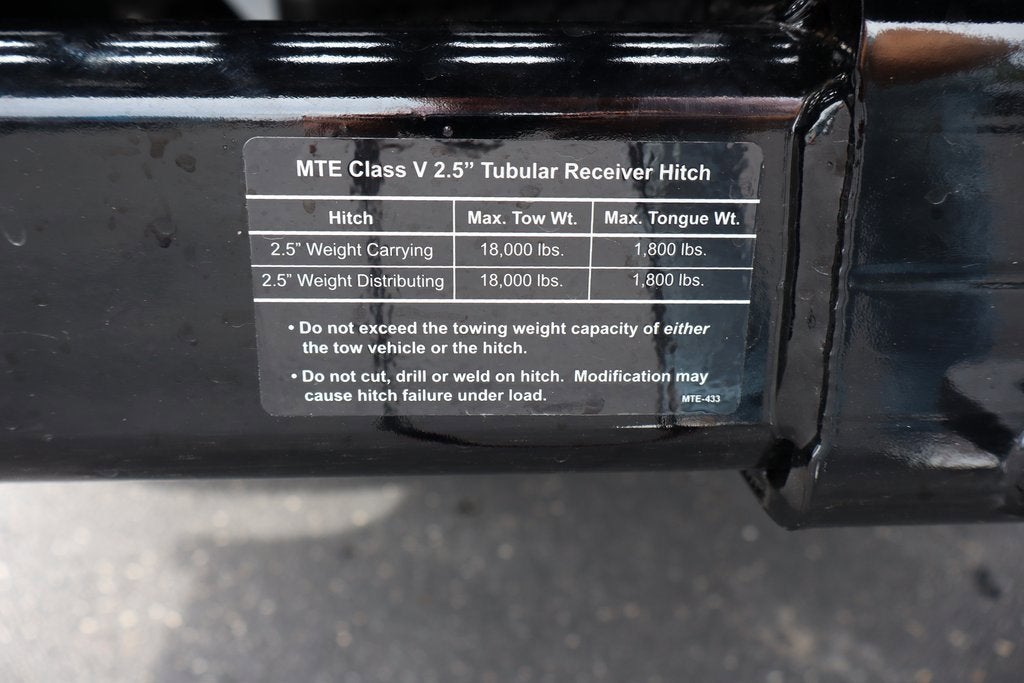 MTE Class V 2.5” Tubular Receiver Hitch
Hitch Max. Tow Wt. Max. Tongue Wt.
2.5” Weight Carrying 18,000 lbs. 1,800 lbs.
2.5” Weight Distributing 18,000 lbs. 1,800 lbs.
• Do not exceed the towing weight capacity of either
the tow vehicle or the hitch.
• Do not cut, drill or weld on hitch. Modification may
cause hitch failure under load. MTE-433